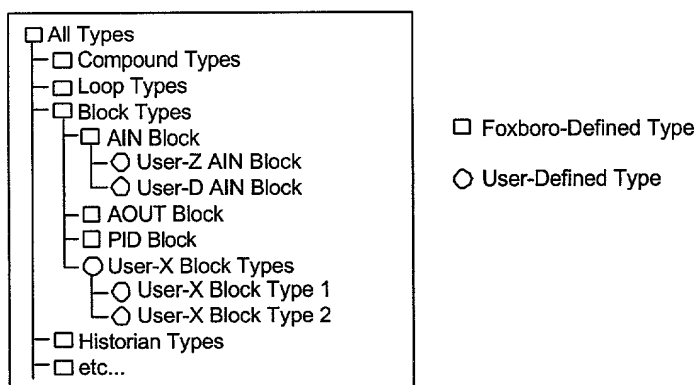 All Types
Compound Types
Loop Types
Block Types
AIN Block
User-Z AIN Block
User-D AIN Block
AOUT Block
PID Block
User-X Block Types
User-X Block Type 1
User-X Block Type 2
Historian Types
etc...
Foxboro-Defined Type
User-Defined Type